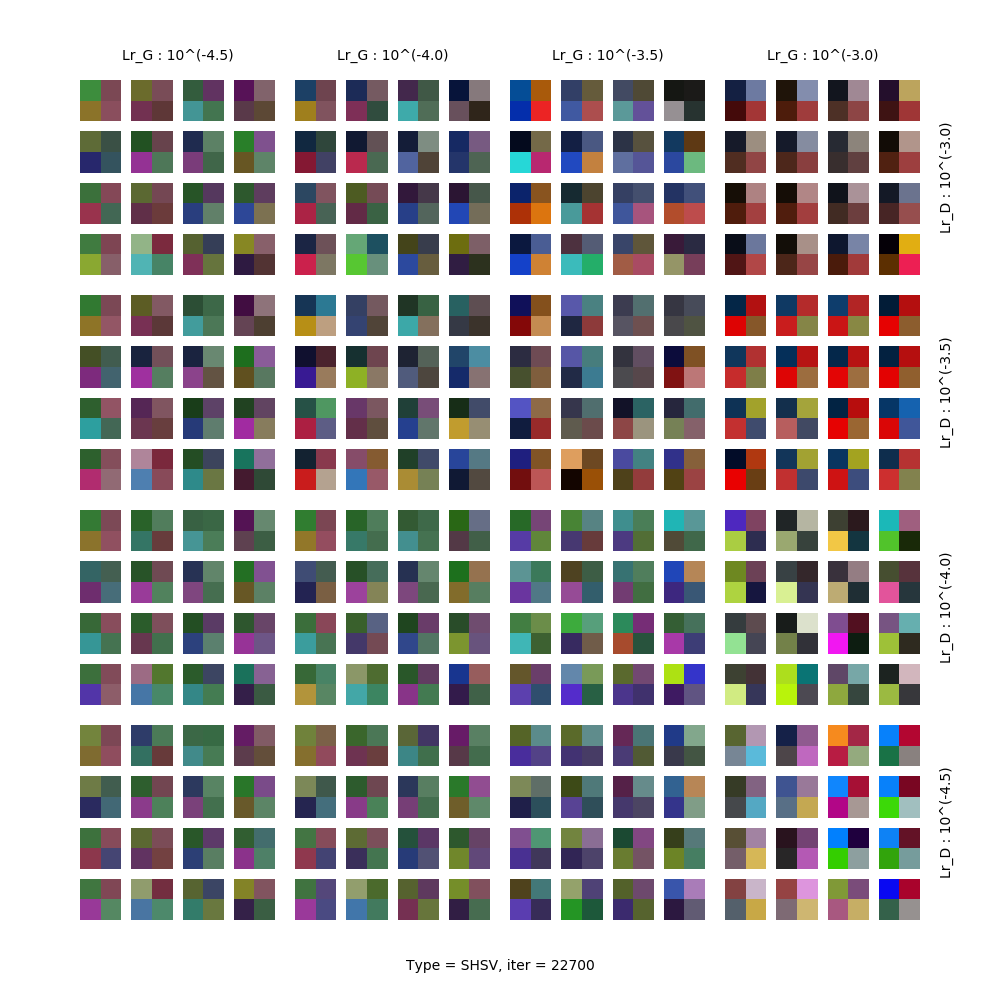 Lr_G : 10^(-4.5)
Lr_G : 10^(-4.0)
Lr_G : 10^(-3.5)
Lr_G : 10^(-3.0)
Lr_D : 10^(-3.0)
Lr_D : 10^(-3.5)
Lr_D : 10^(-4.0)
Lr_D : 10^(-4.5)
Type = SHSV, iter = 22700